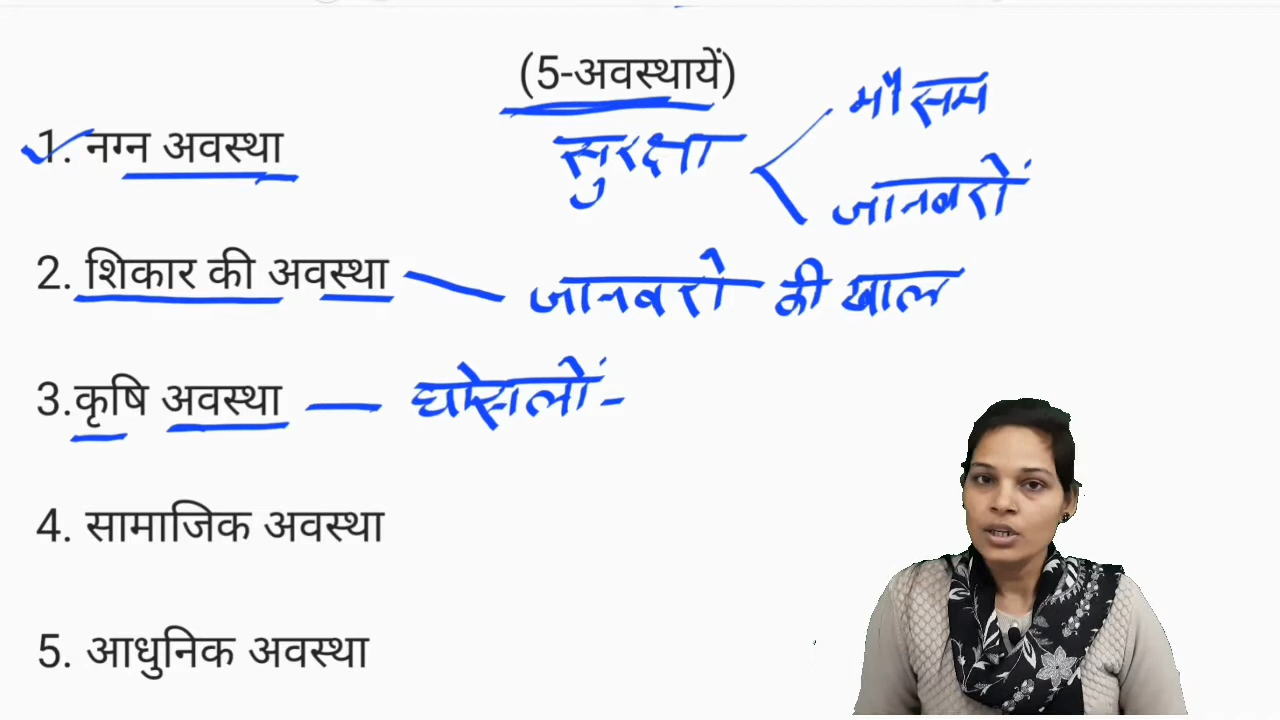 (5-अवस्थायें)
मौसम
1. नग्न अवस्था
सुरक्षा
जानवरों
2. शिकार की अवस्था
जानवरो की खाल
3.कृषि अवस्था — घोसलों -
4. सामाजिक अवस्था
5. आधुनिक अवस्था